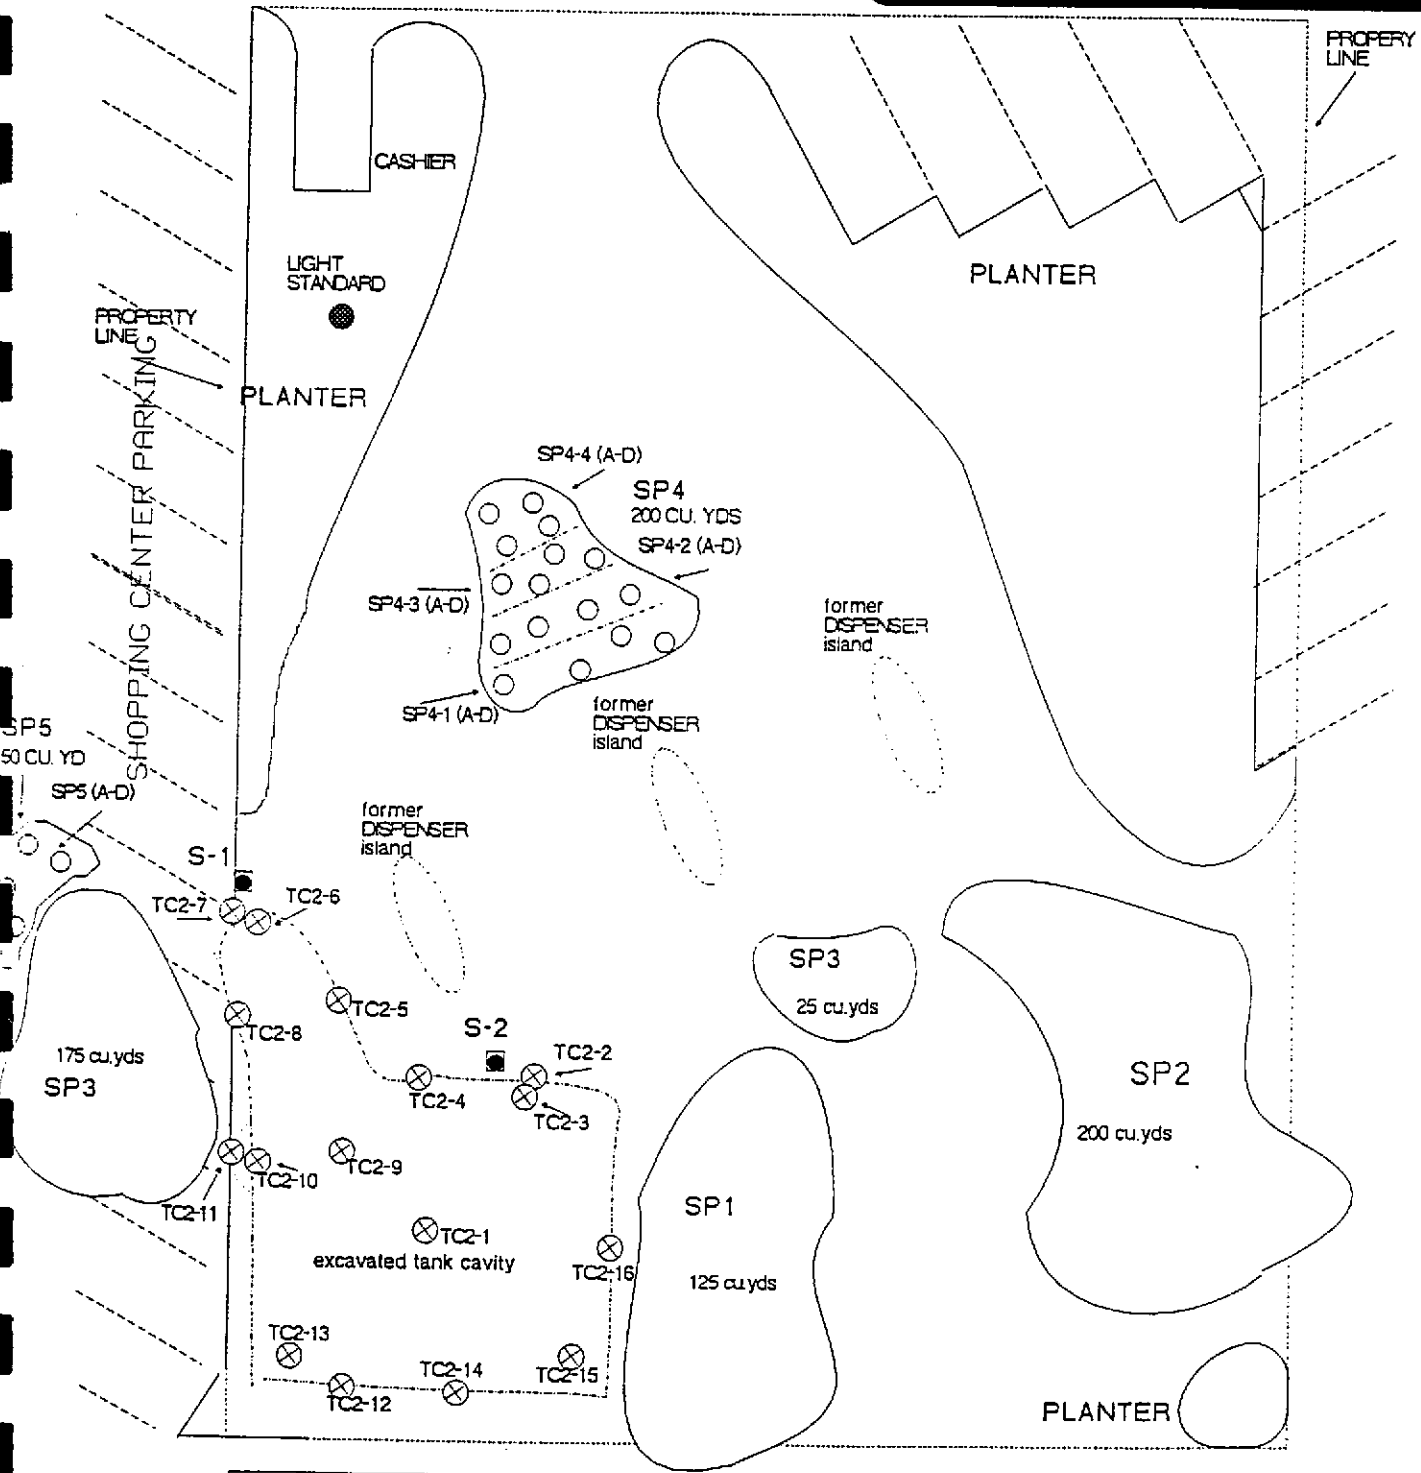 PROPERY
LINE
CASHIER
LIGHT
STANDARD
PLANTER
PROPERTY
LINE
PLANTER
SHOPPING CENTER PARKING
SP4-4 (A-D)
SP4
200 CU. YDS
SP4-2 (A-D)
SP4-3 (A-D)
former
DISPENSER
island
SP4-1 (A-D)
former
DISPENSER
island
SP5
50 CU. YD
SP5 (A-D)
former
DISPENSER
island
S-1
TC2-7
TC2-6
SP3
25 cu.yds
TC2-5
TC2-8
S-2
175 cu.yds
SP3
TC2-2
TC2-4
TC2-3
SP2
200 cu.yds
TC2-9
TC2-10
TC2-11
SP1
TC2-1
excavated tank cavity
TC2-16
125 cu.yds
TC2-13
TC2-14
TC2-15
TC2-12
PLANTER